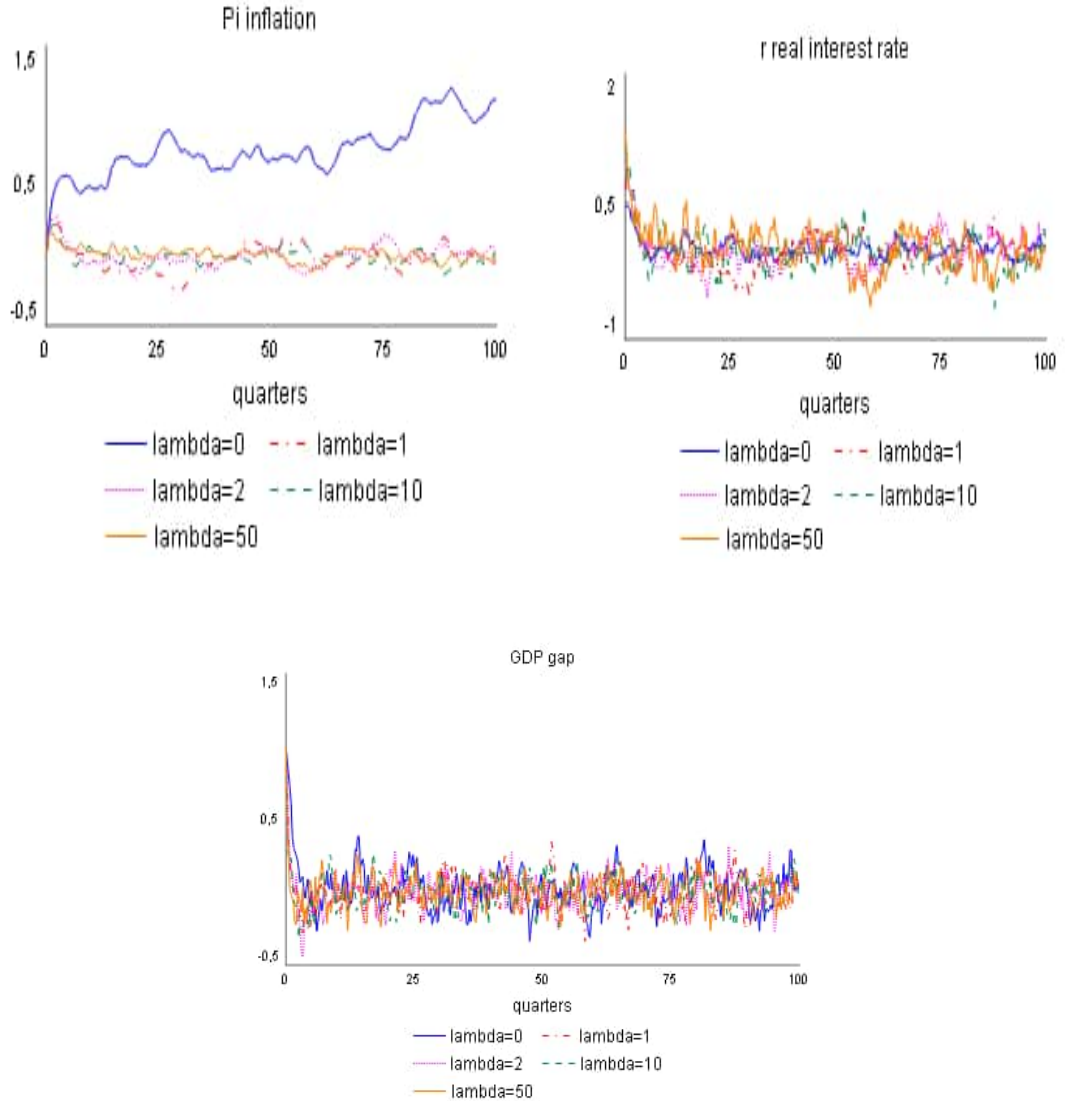 Pi inflation
1,5
0,5
-0,5
0 25 50 75 100
quarters
lambda=0 lambda=1
lambda=2 lambda=10
lambda=50
r real interest rate
2
0,5
-1
0 25 50 75 100
quarters
lambda=0 lambda=1
lambda=2 lambda=10
lambda=50
GDP gap
1,5
0,5
-0,5
0 25 50 75 100
quarters
lambda=0 lambda=1
lambda=2 lambda=10
lambda=50